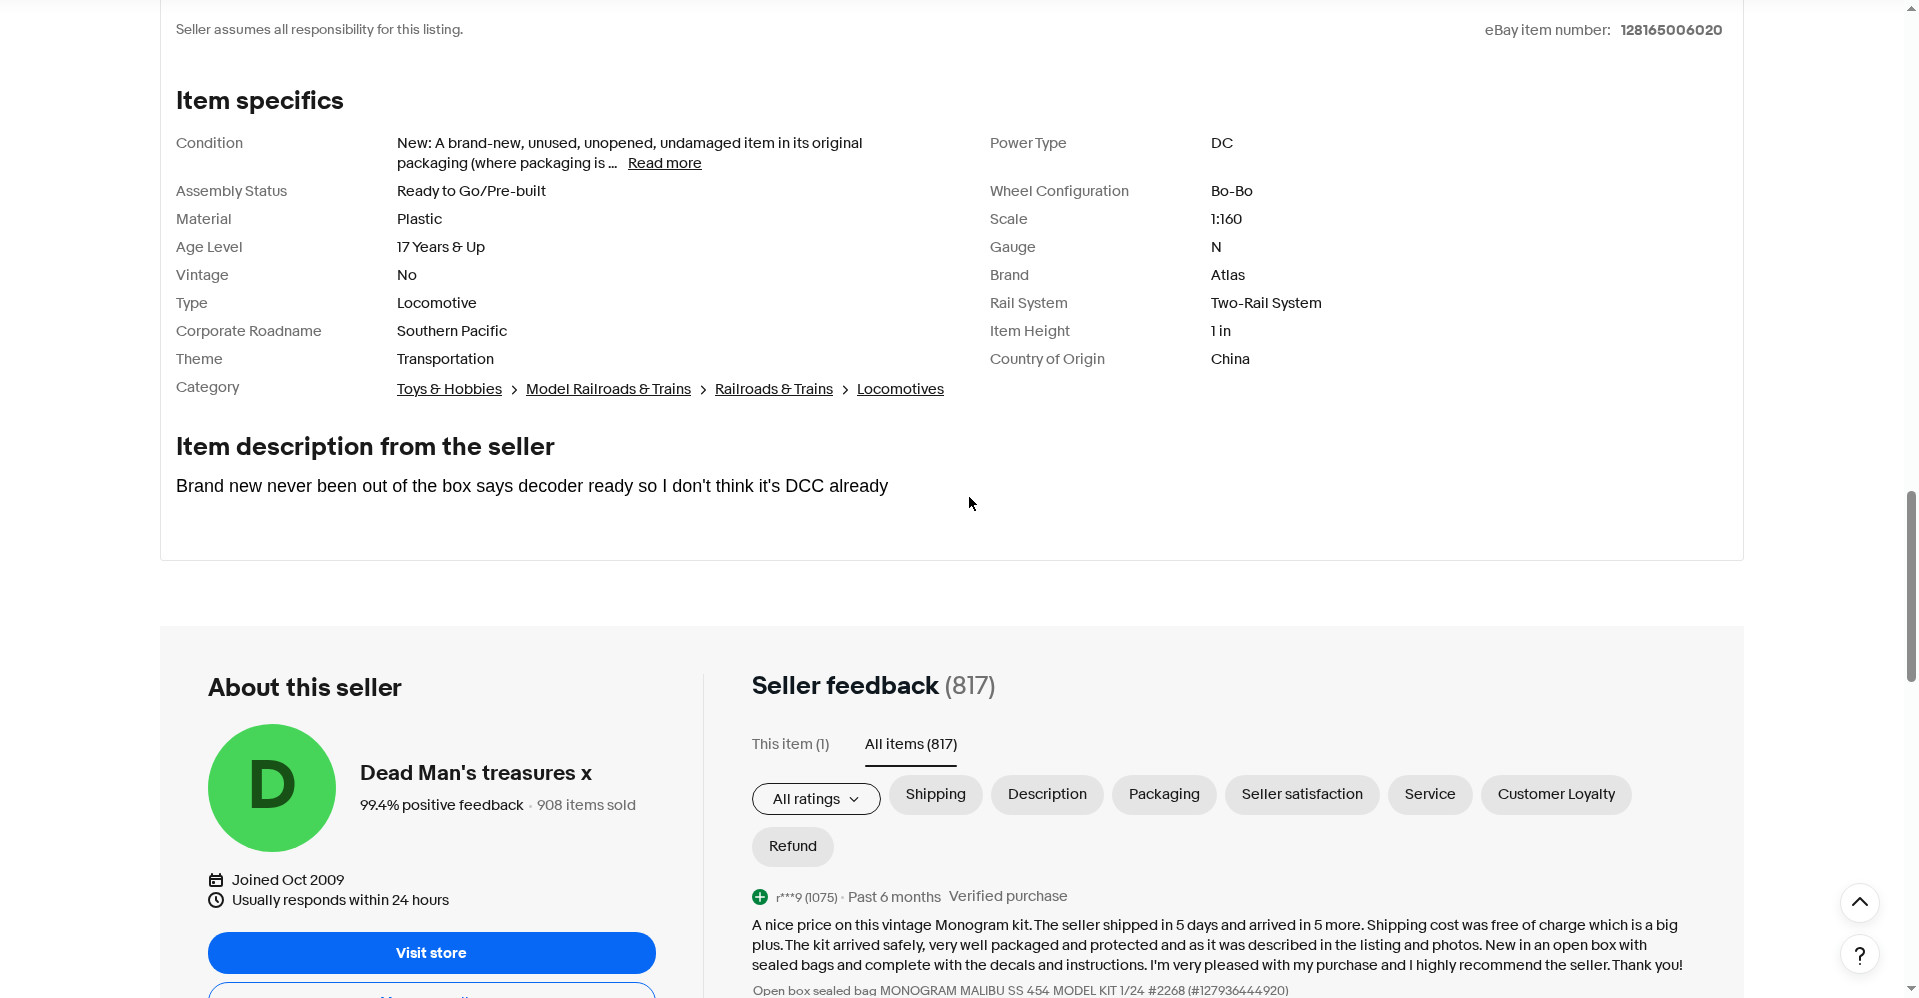 Seller assumes all responsibility for this listing.
eBay item number: 128165006020
Item specifics
Condition
New: A brand-new, unused, unopened, undamaged item in its original
packaging (where packaging is ... Read more
Power Type
DC
Assembly Status
Ready to Go/Pre-built
Wheel Configuration
Bo-Bo
Material
Plastic
Scale
1:160
Age Level
17 Years & Up
Gauge
N
Vintage
No
Brand
Atlas
Type
Locomotive
Rail System
Two-Rail System
Corporate Roadname
Southern Pacific
Item Height
1 in
Theme
Transportation
Country of Origin
China
Category
Toys & Hobbies > Model Railroads & Trains > Railroads & Trains > Locomotives
Item description from the seller
Brand new never been out of the box says decoder ready so I don't think it's DCC already
About this seller
D
Dead Man's treasures x
99.4% positive feedback · 908 items sold
Joined Oct 2009
Usually responds within 24 hours
Visit store
Seller feedback (817)
This item (1)
All items (817)
All ratings
Shipping
Description
Packaging
Seller satisfaction
Service
Customer Loyalty
Refund
r***9 (1075) · Past 6 months Verified purchase
A nice price on this vintage Monogram kit. The seller shipped in 5 days and arrived in 5 more. Shipping cost was free of charge which is a big
plus. The kit arrived safely, very well packaged and protected and as it was described in the listing and photos. New in an open box with
sealed bags and complete with the decals and instructions. I'm very pleased with my purchase and I highly recommend the seller. Thank you!
Open box sealed bag MONOGRAM MALIBU SS 454 MODEL KIT 1/24 #2268 (#127936444920)
?